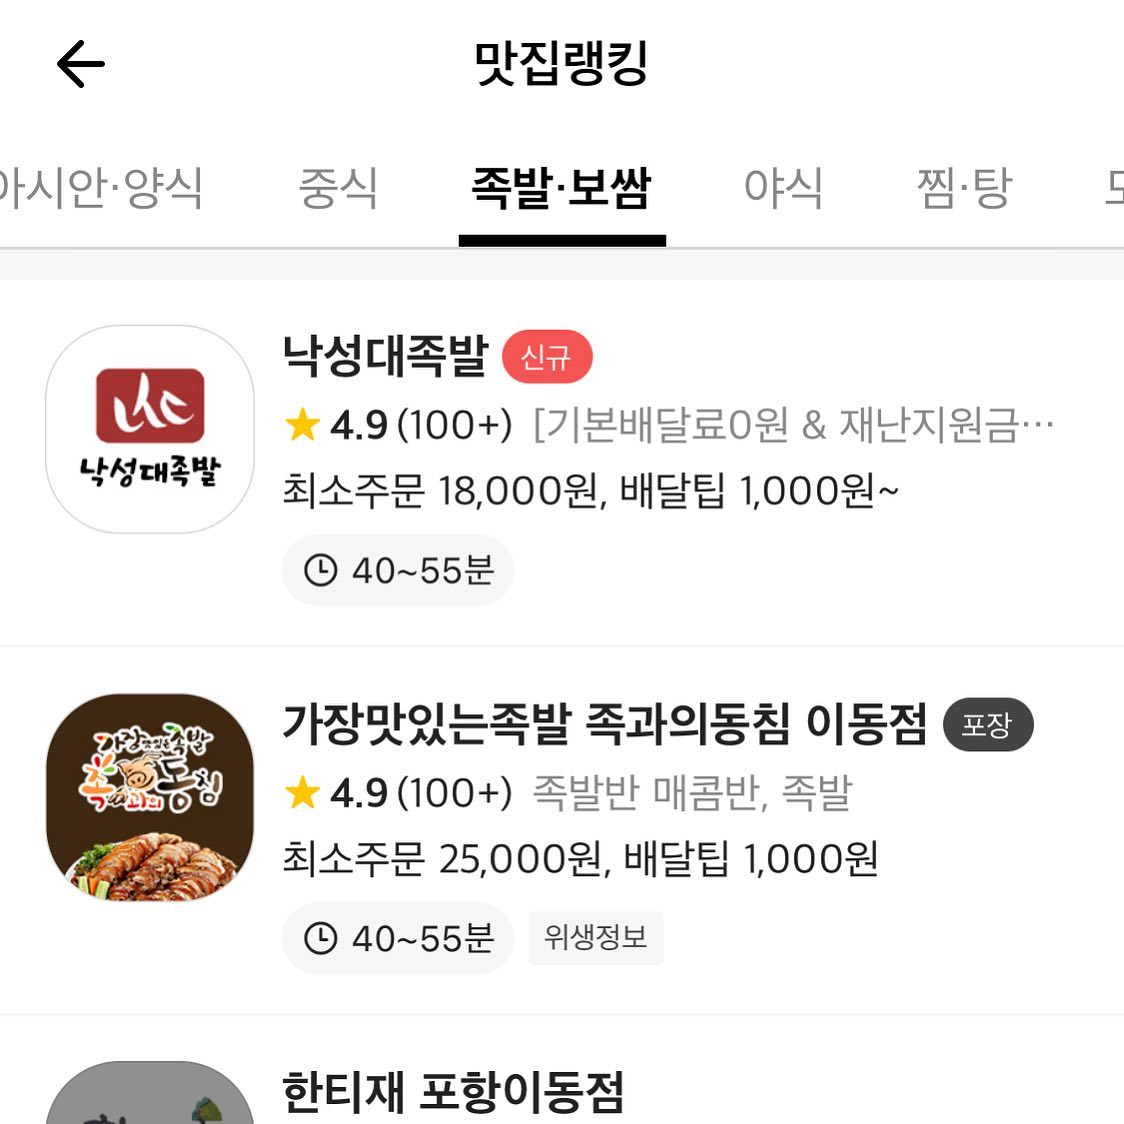 맛집랭킹
아시안·양식 중식 족발·보쌈 야식 찜·탕
낙성대족발 신규
낙성대족발
★ 4.9 (100+) [기본배달료0원 & 재난지원금…
최소주문 18,000원, 배달팁 1,000원~
40~55분
가장맛있는족발 족과의동침 이동점 포장
가장맛있는족발
족과의동침
★ 4.9 (100+) 족발반 매콤반, 족발
최소주문 25,000원, 배달팁 1,000원
40~55분 위생정보
한티재 포항이동점